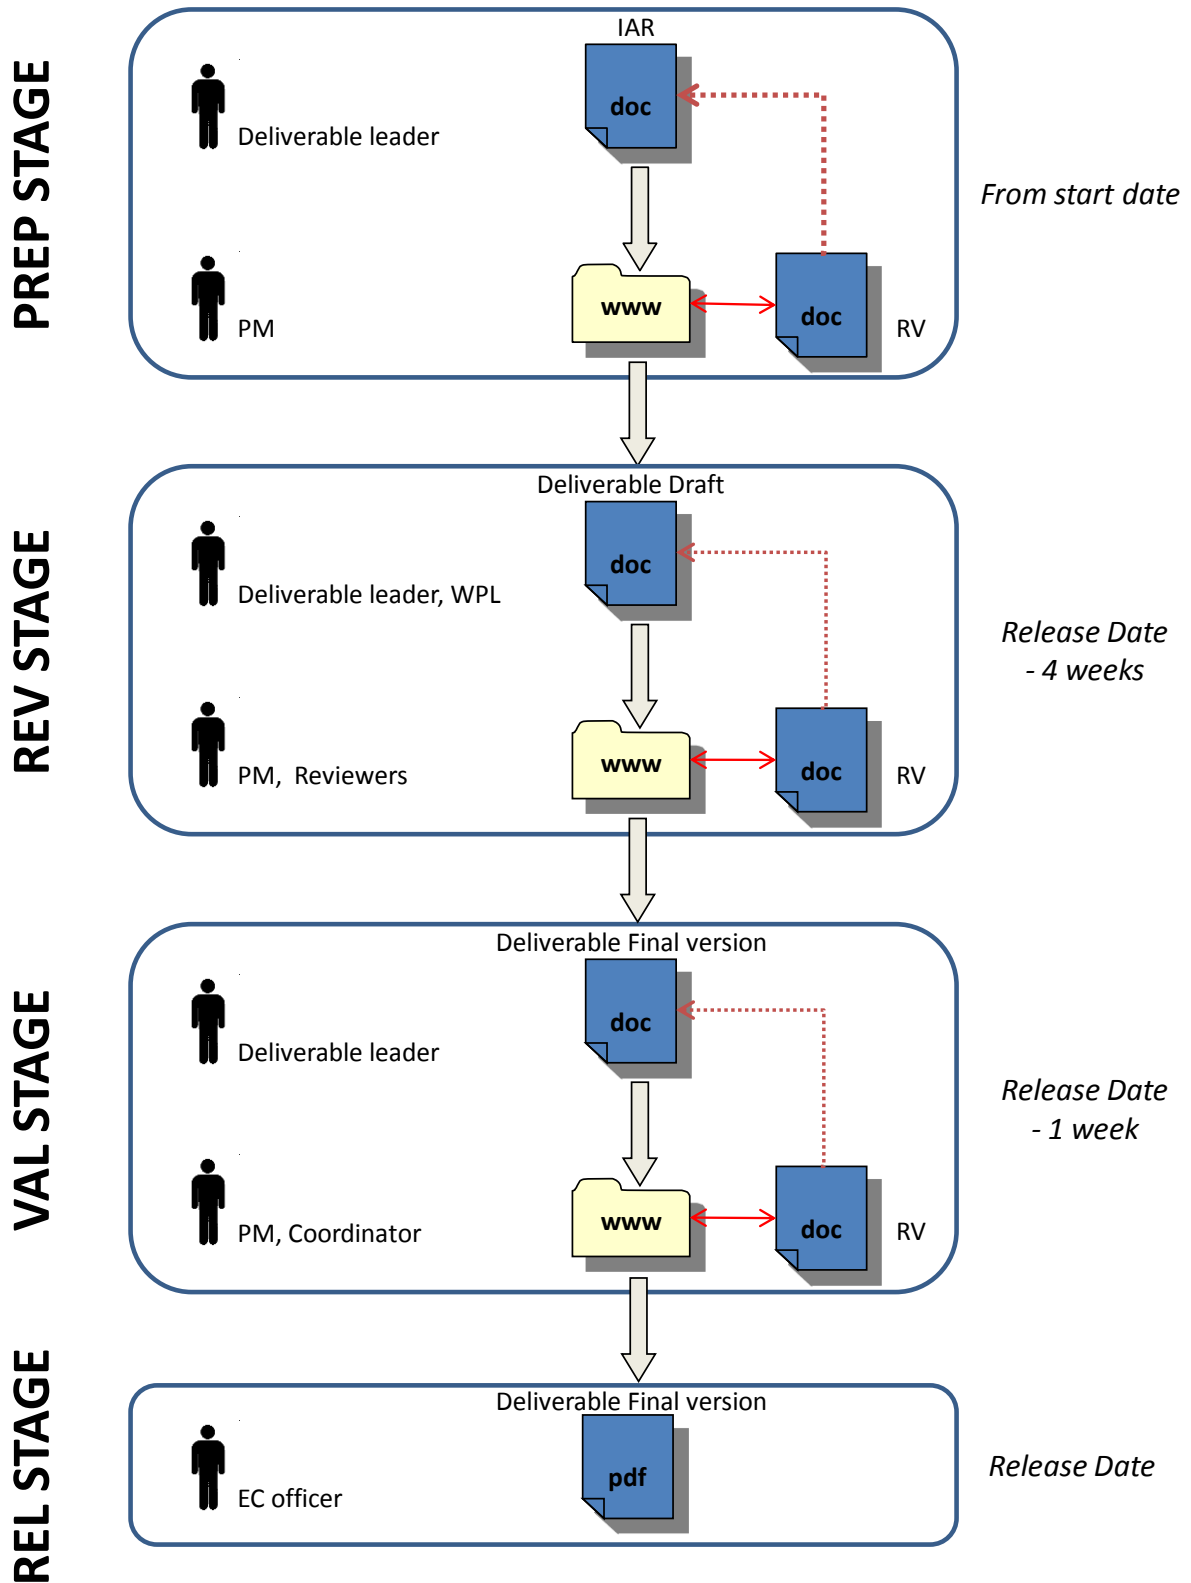 PREP STAGE
IAR
doc
Deliverable leader
From start date
PM
www
doc
RV
REV STAGE
Deliverable Draft
doc
Deliverable leader, WPL
Release Date
- 4 weeks
PM, Reviewers
www
doc
RV
VAL STAGE
Deliverable Final version
doc
Deliverable leader
Release Date
- 1 week
PM, Coordinator
www
doc
RV
REL STAGE
Deliverable Final version
pdf
EC officer
Release Date